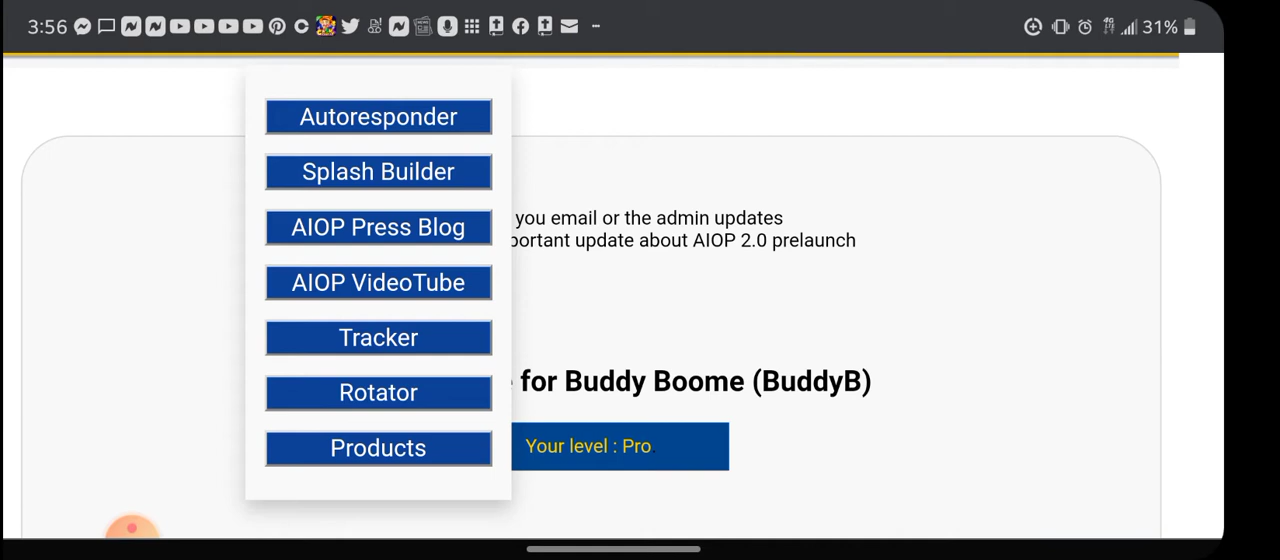 3:56
31%
Autoresponder
Splash Builder
AIOP Press Blog
AIOP VideoTube
Tracker
Rotator
Products
you email or the admin updates
portant update about AIOP 2.0 prelaunch
for Buddy Boome (BuddyB)
Your level : Pro